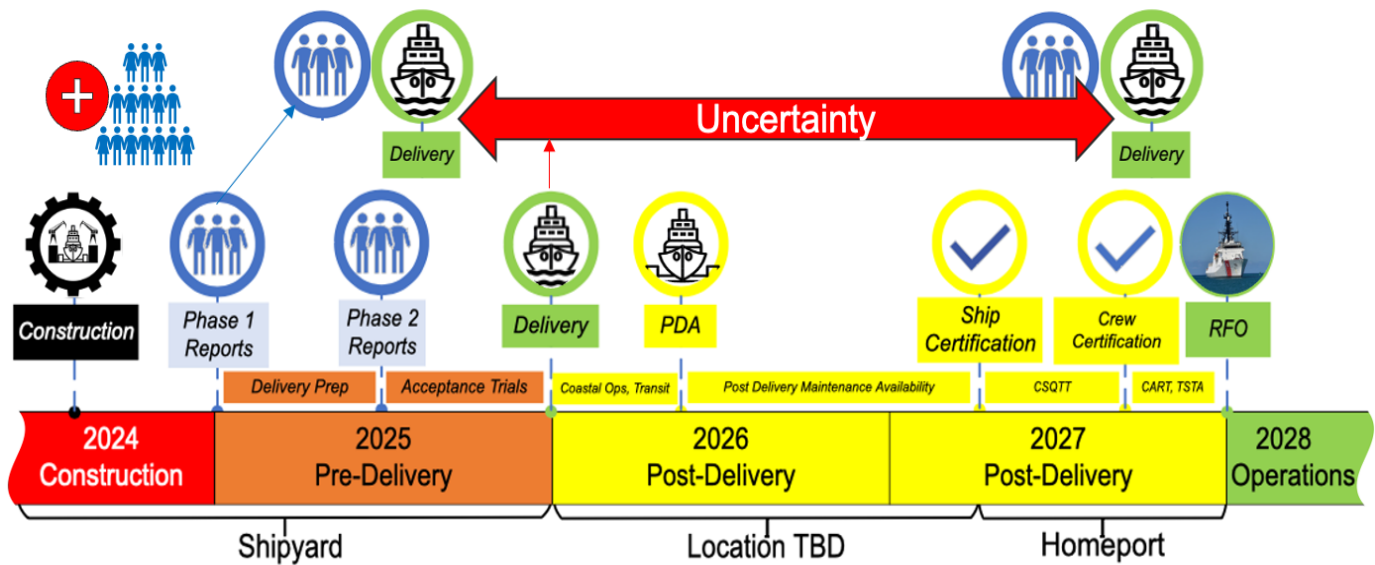 Uncertainty
Delivery
Delivery
Construction
Phase 1
Reports
Phase 2
Reports
Delivery
PDA
Ship
Certification
Crew
Certification
RFO
Delivery Prep
Acceptance Trials
Coastal Ops, Transit
Post Delivery Maintenance Availability
CSQTT
CART, TSTA
2024
Construction
2025
Pre-Delivery
2026
Post-Delivery
2027
Post-Delivery
2028
Operations
Shipyard
Location TBD
Homeport